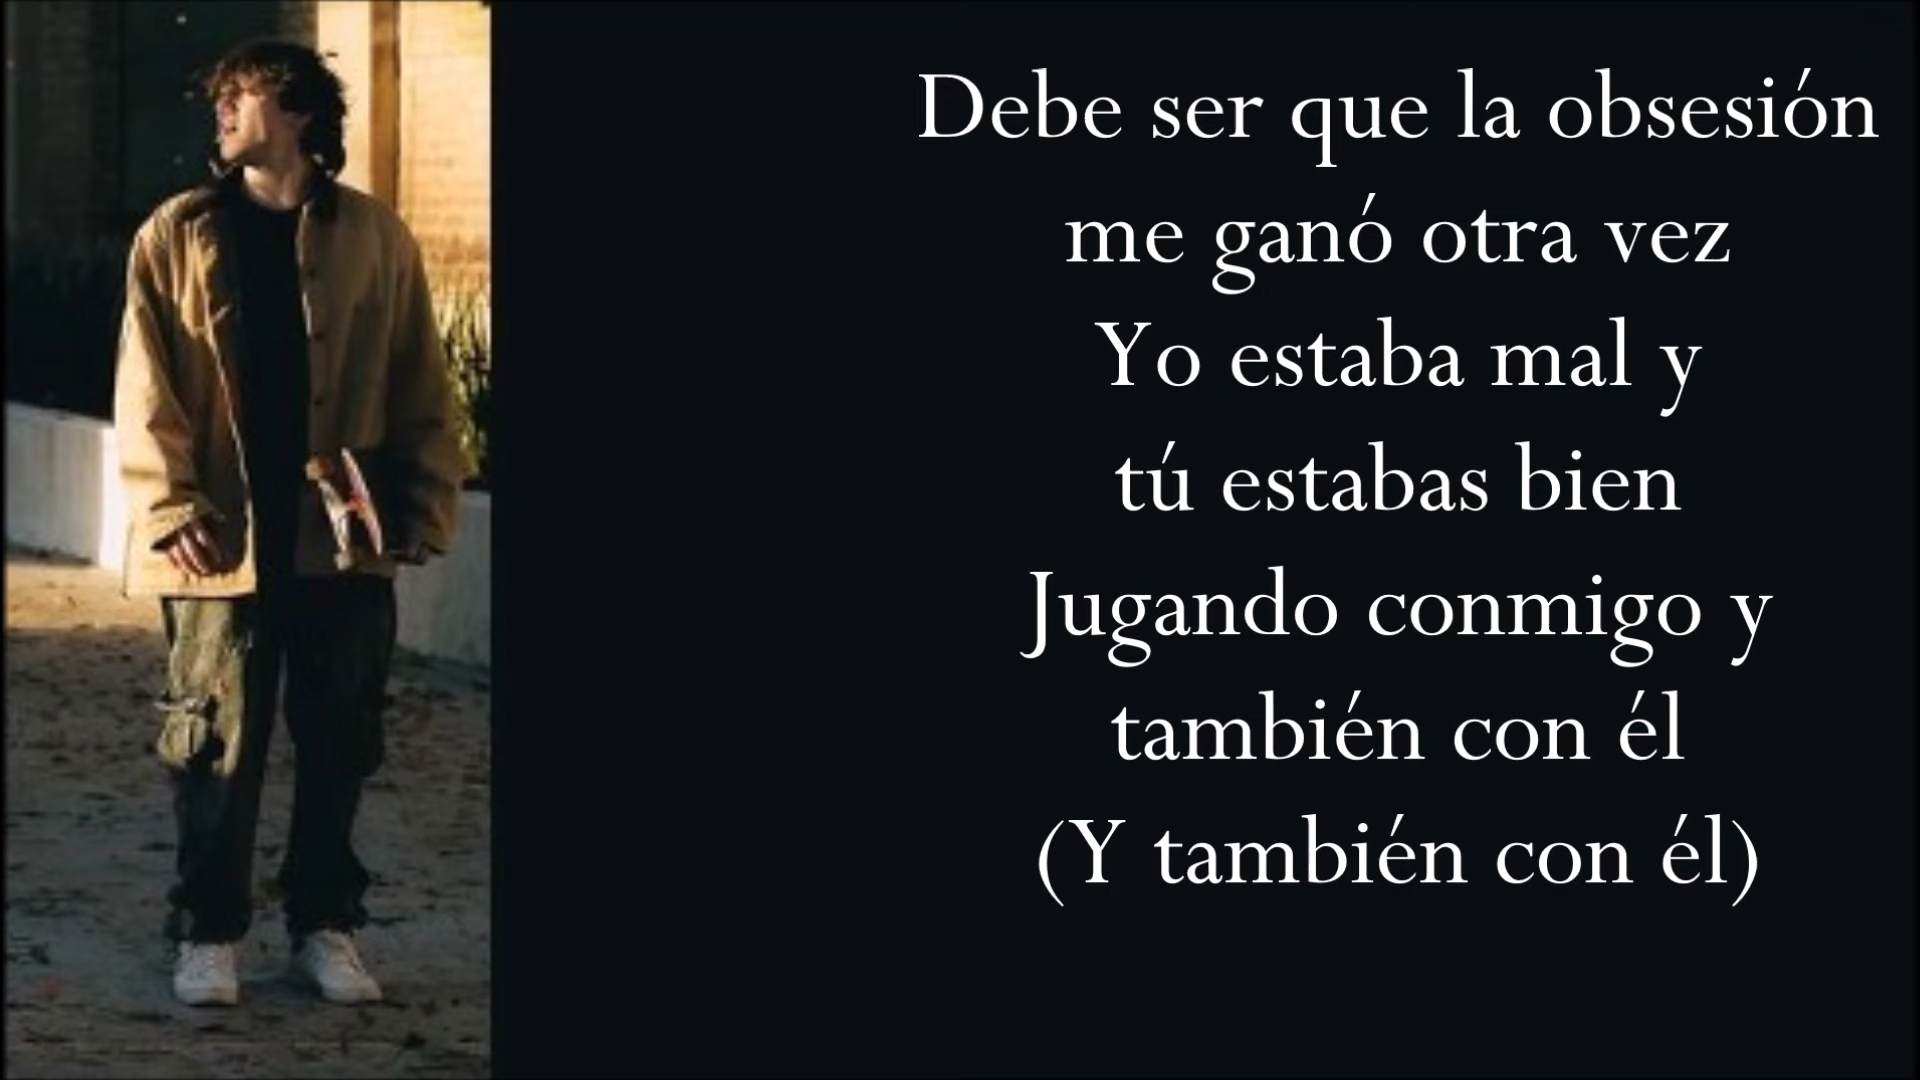 Debe ser que la obsesión
me ganó otra vez
Yo estaba mal y
tú estabas bien
Jugando conmigo y
también con él
(Y también con él)